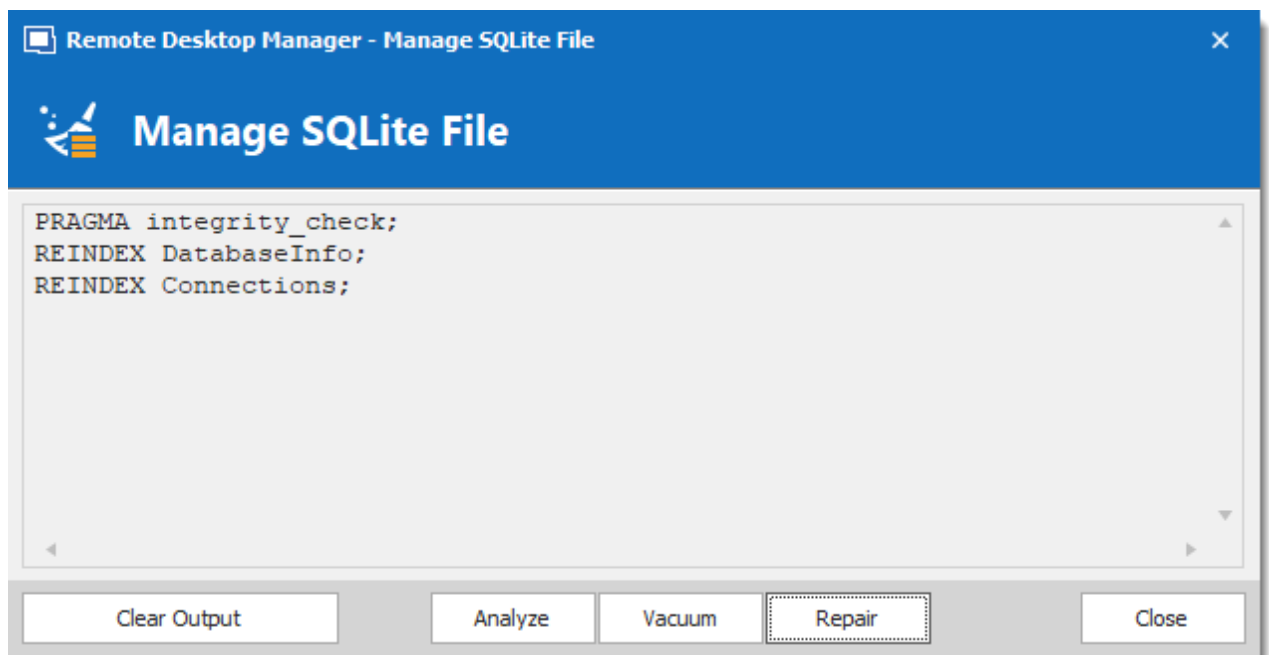 Remote Desktop Manager - Manage SQLite File
Manage SQLite File
PRAGMA integrity_check;
REINDEX DatabaseInfo;
REINDEX Connections;
Clear Output Analyze Vacuum Repair Close